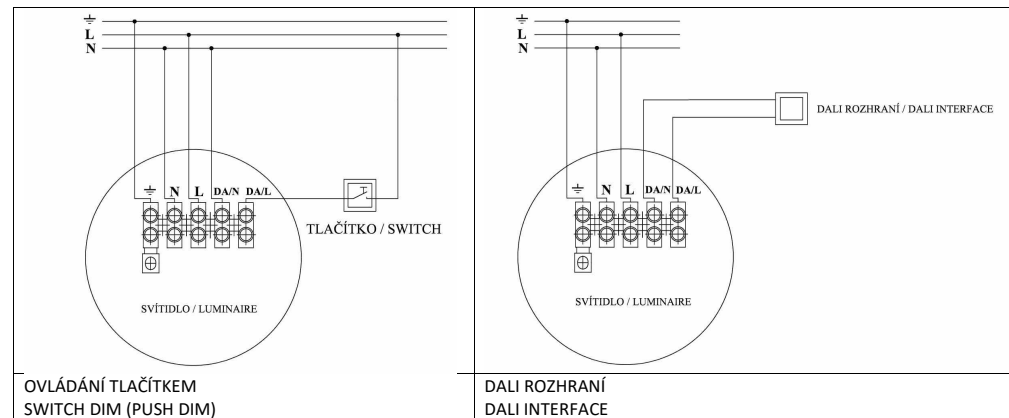 ⏚
L
N
⏚ N L DA/N DA/L
TLAČÍTKO / SWITCH
SVÍTIDLO / LUMINAIRE
OVLÁDÁNÍ TLAČÍTKEM
SWITCH DIM (PUSH DIM)
⏚
L
N
DALI ROZHRANÍ / DALI INTERFACE
⏚ N L DA/N DA/L
SVÍTIDLO / LUMINAIRE
DALI ROZHRANÍ
DALI INTERFACE